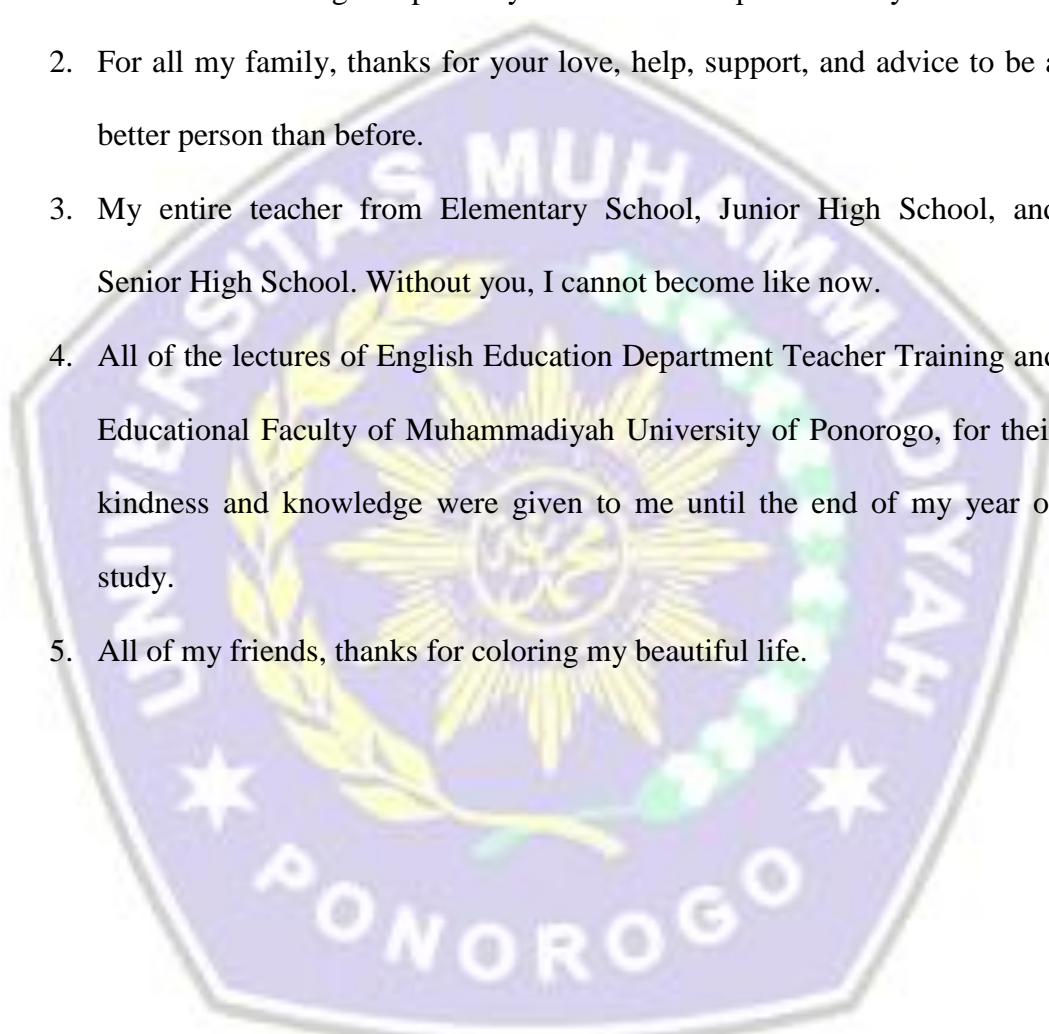 2. For all my family, thanks for your love, help, support, and advice to be a
better person than before.
3. My entire teacher from Elementary School, Junior High School, and
Senior High School. Without you, I cannot become like now.
4. All of the lectures of English Education Department Teacher Training and
Educational Faculty of Muhammadiyah University of Ponorogo, for their
kindness and knowledge were given to me until the end of my year o
study.
5. All of my friends, thanks for coloring my beautiful life.
UNIVERSITAS MUHAMMADIYAH
PONOROGO